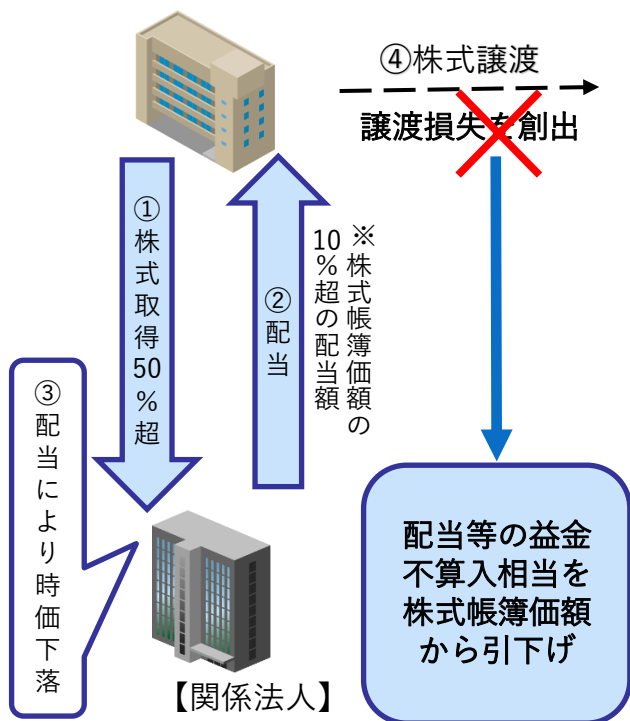 ④株式譲渡
譲渡損失を創出
①株式取得50%超
②配当
※株式帳簿価額の
10%超の配当額
③配当により時価下落
配当等の益金
不算入相当を
株式帳簿価額
から引下げ
【関係法人】